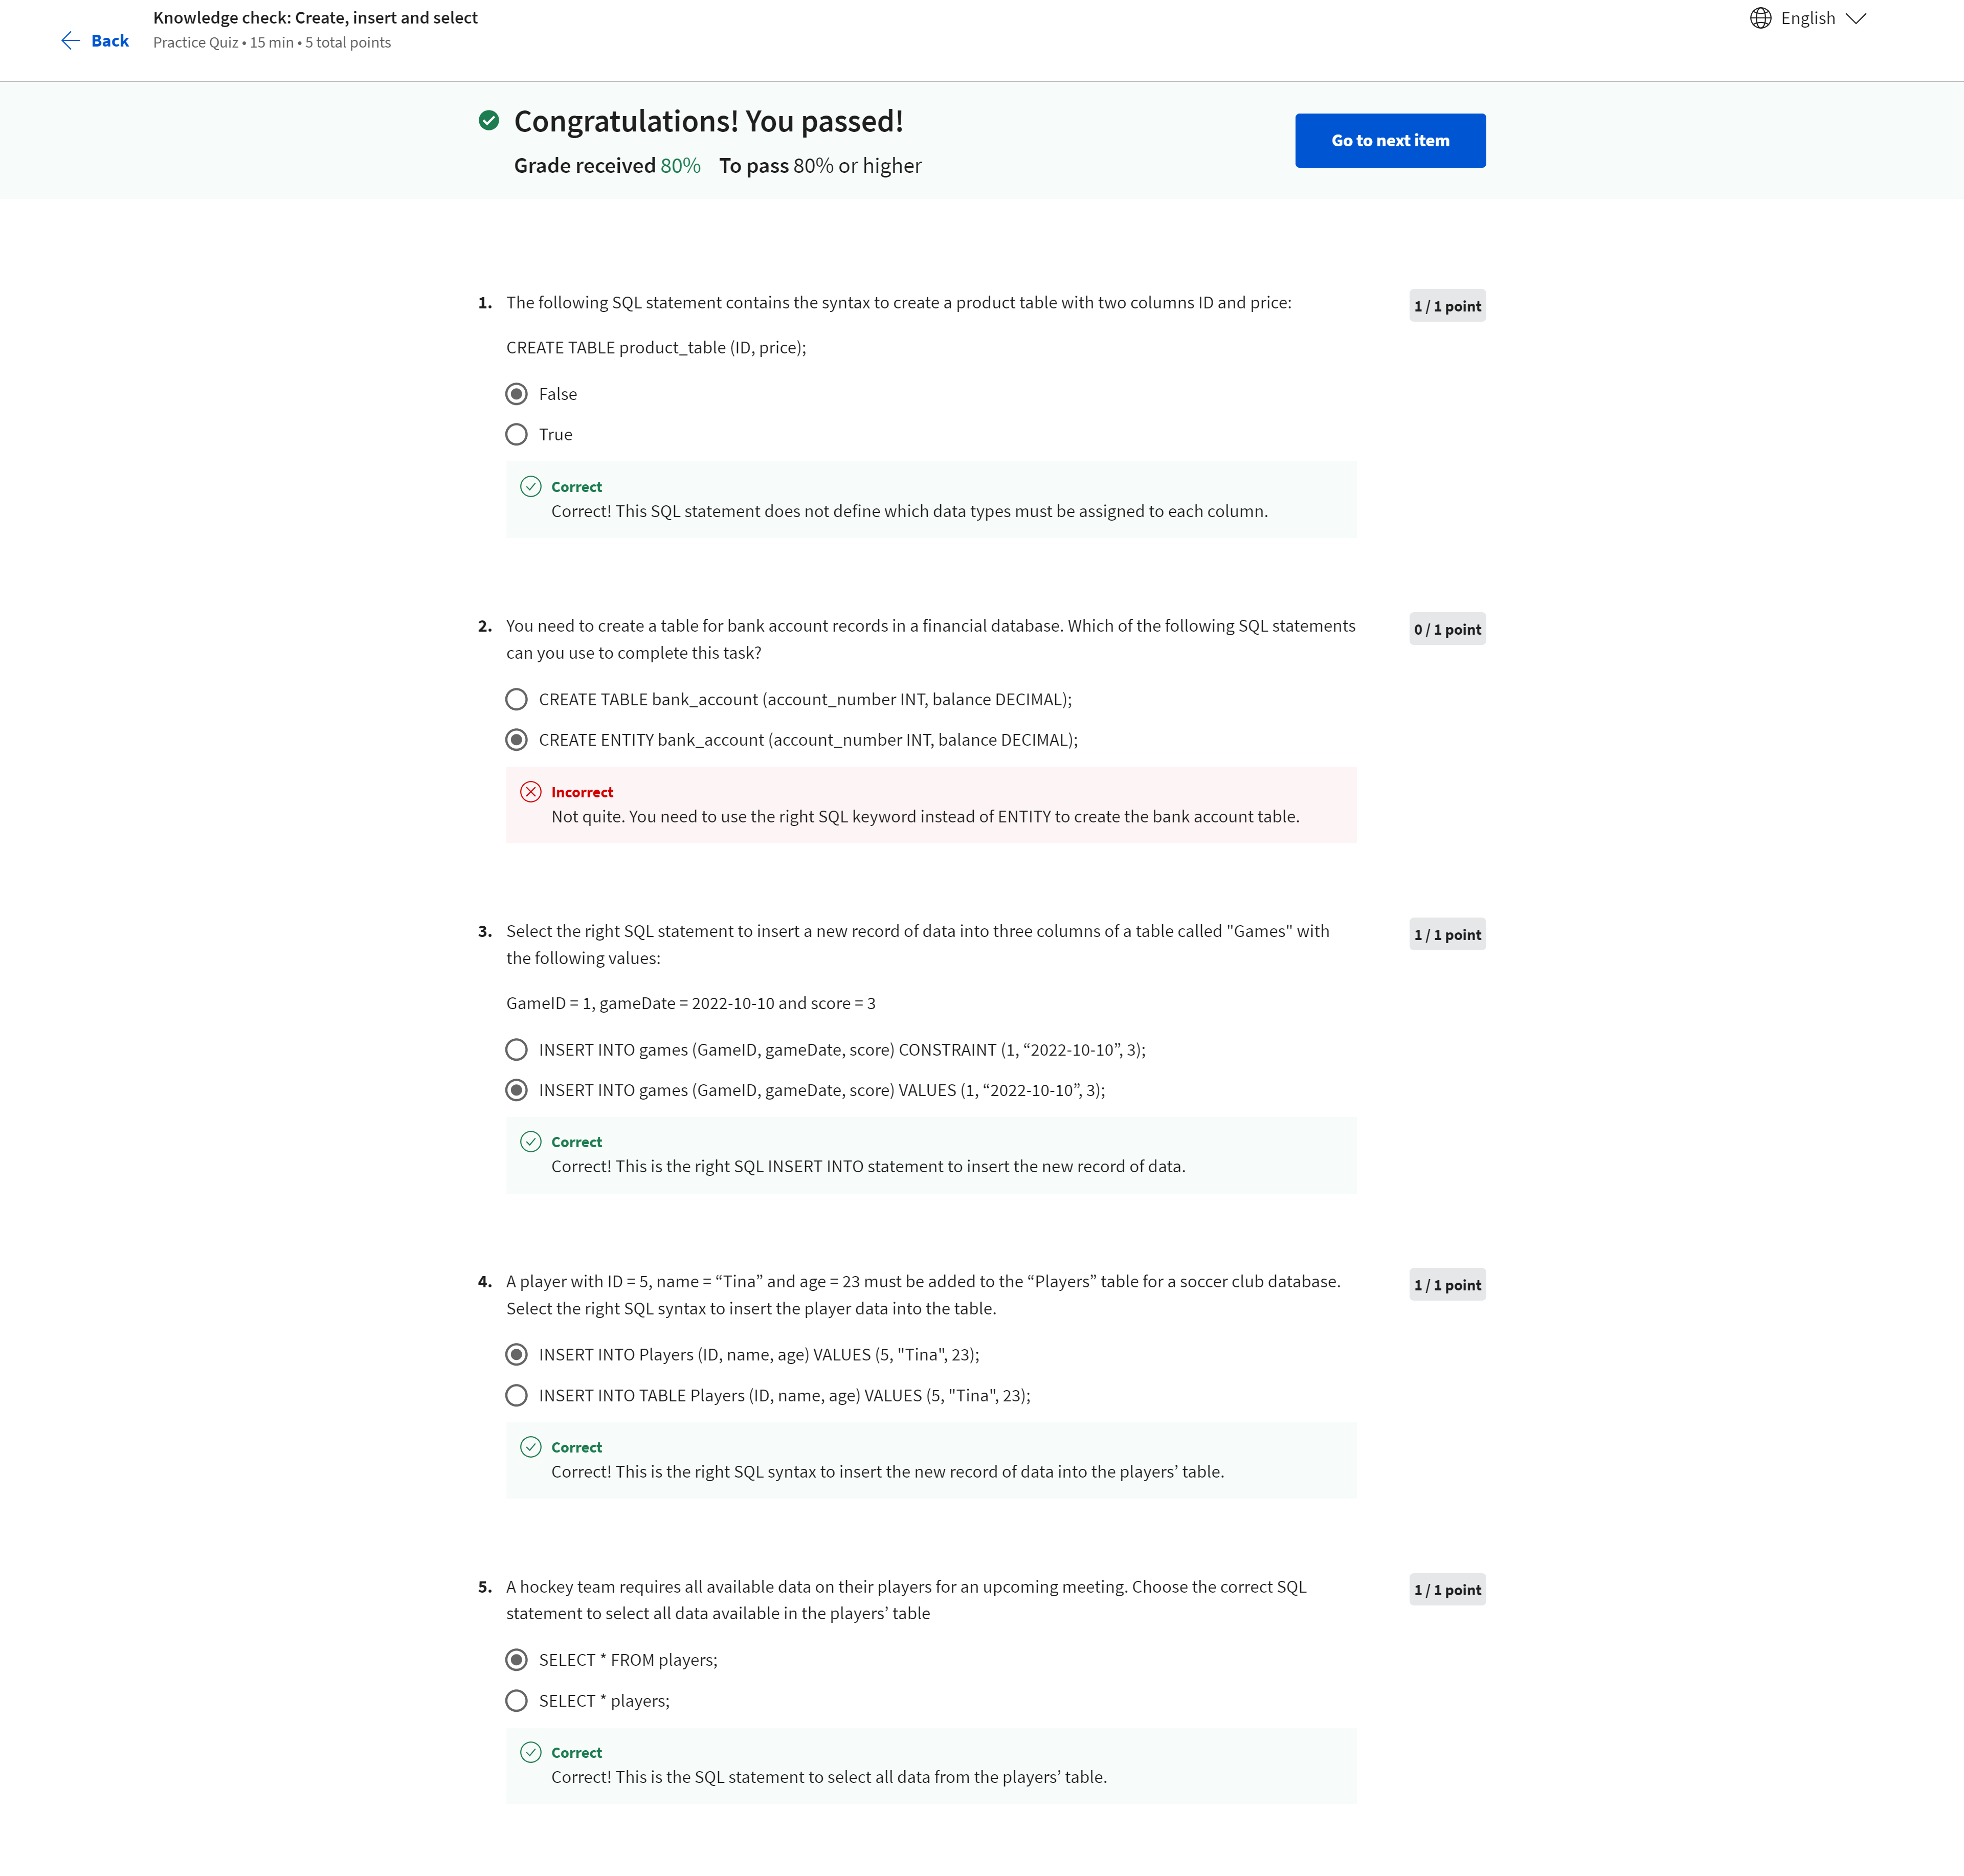 Back
Knowledge check: Create, insert and select
Practice Quiz • 15 min • 5 total points
English
Congratulations! You passed!
Grade received 80% To pass 80% or higher
Go to next item
1. The following SQL statement contains the syntax to create a product table with two columns ID and price:
1 / 1 point
CREATE TABLE product_table (ID, price);
False
True
Correct
Correct! This SQL statement does not define which data types must be assigned to each column.
2. You need to create a table for bank account records in a financial database. Which of the following SQL statements
can you use to complete this task?
0 / 1 point
CREATE TABLE bank_account (account_number INT, balance DECIMAL);
CREATE ENTITY bank_account (account_number INT, balance DECIMAL);
Incorrect
Not quite. You need to use the right SQL keyword instead of ENTITY to create the bank account table.
3. Select the right SQL statement to insert a new record of data into three columns of a table called "Games" with
the following values:
1 / 1 point
GameID = 1, gameDate = 2022-10-10 and score = 3
INSERT INTO games (GameID, gameDate, score) CONSTRAINT (1, “2022-10-10”, 3);
INSERT INTO games (GameID, gameDate, score) VALUES (1, “2022-10-10”, 3);
Correct
Correct! This is the right SQL INSERT INTO statement to insert the new record of data.
4. A player with ID = 5, name = “Tina” and age = 23 must be added to the “Players” table for a soccer club database.
Select the right SQL syntax to insert the player data into the table.
1 / 1 point
INSERT INTO Players (ID, name, age) VALUES (5, "Tina", 23);
INSERT INTO TABLE Players (ID, name, age) VALUES (5, "Tina", 23);
Correct
Correct! This is the right SQL syntax to insert the new record of data into the players’ table.
5. A hockey team requires all available data on their players for an upcoming meeting. Choose the correct SQL
statement to select all data available in the players’ table
1 / 1 point
SELECT * FROM players;
SELECT * players;
Correct
Correct! This is the SQL statement to select all data from the players’ table.